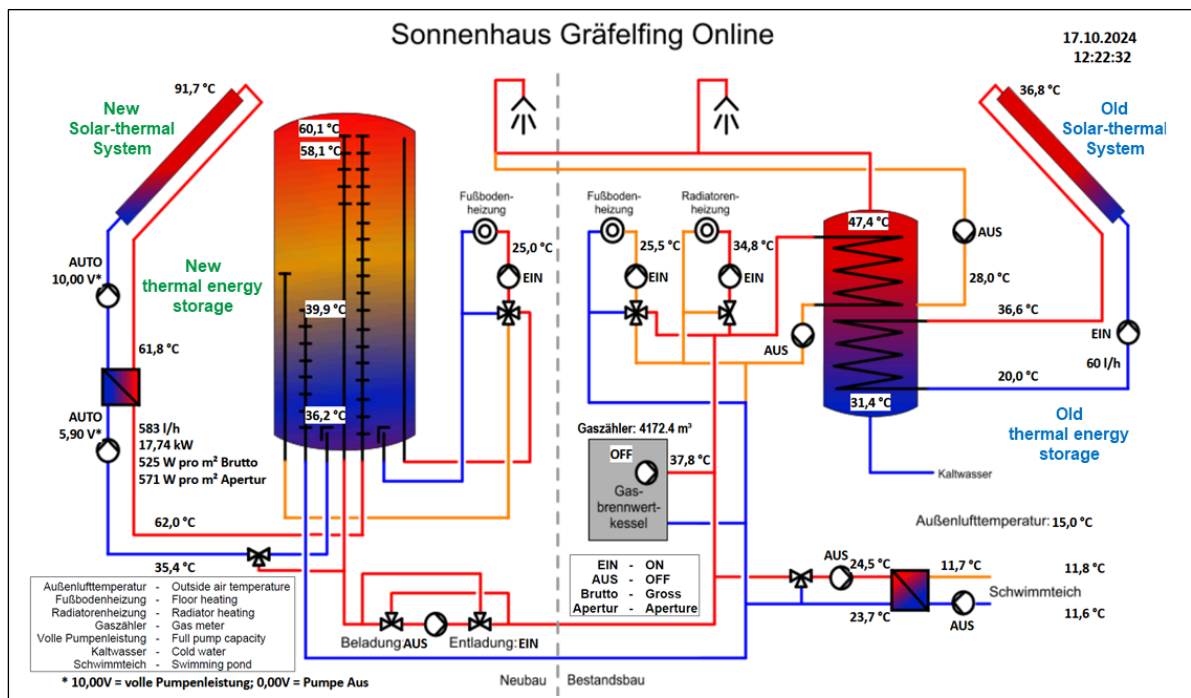 Sonnenhaus Gräfelfing Online
17.10.2024
12:22:32
91,7 °C
New
Solar-thermal
System
60,1 °C
58,1 °C
36,8 °C
Old
Solar-thermal
System
Fußboden-
heizung
Fußboden-
heizung
Radiatoren-
heizung
47,4 °C
AUS
25,0 °C
25,5 °C
34,8 °C
EIN
EIN
EIN
AUTO
10,00 V*
New
thermal energy
storage
39,9 °C
28,0 °C
36,6 °C
AUS
EIN
60 l/h
61,8 °C
20,0 °C
31,4 °C
AUTO
5,90 V*
36,2 °C
583 l/h
17,74 kW
525 W pro m² Brutto
571 W pro m² Apertur
Gaszähler: 4172.4 m³
OFF
37,8 °C
Gas-
brennwert-
kessel
Old
thermal energy
storage
Kaltwasser
62,0 °C
35,4 °C
Außenlufttemperatur: 15,0 °C
EIN - ON
AUS - OFF
Brutto - Gross
Apertur - Aperture
AUS
24,5 °C
11,7 °C
11,8 °C
Schwimmteich
23,7 °C
AUS
11,6 °C
Außenlufttemperatur - Outside air temperature
Fußbodenheizung - Floor heating
Radiatorenheizung - Radiator heating
Gaszähler - Gas meter
Volle Pumpenleistung - Full pump capacity
Kaltwasser - Cold water
Schwimmteich - Swimming pond
Beladung: AUS
Entladung: EIN
* 10,00V = volle Pumpenleistung; 0,00V = Pumpe Aus
Neubau
Bestandsbau